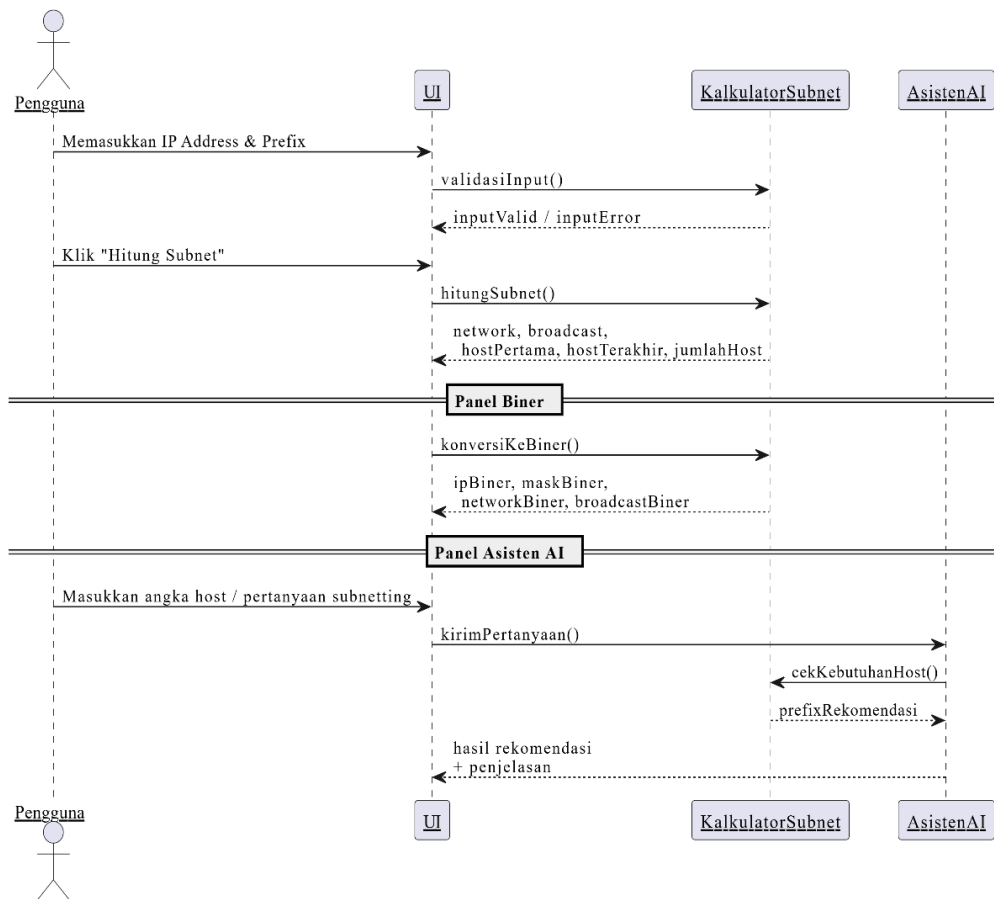 Pengguna
UI
KalkulatorSubnet
AsistenAI
Memasukkan IP Address & Prefix
validasiInput()
inputValid / inputError
Klik "Hitung Subnet"
hitungSubnet()
network, broadcast,
hostPertama, hostTerakhir, jumlahHost
Panel Biner
konversiKeBiner()
ipBiner, maskBiner,
networkBiner, broadcastBiner
Panel Asisten AI
Masukkan angka host / pertanyaan subnetting
kirimPertanyaan()
cekKebutuhanHost()
prefixRekomendasi
hasil rekomendasi
+ penjelasan
Pengguna
UI
KalkulatorSubnet
AsistenAI